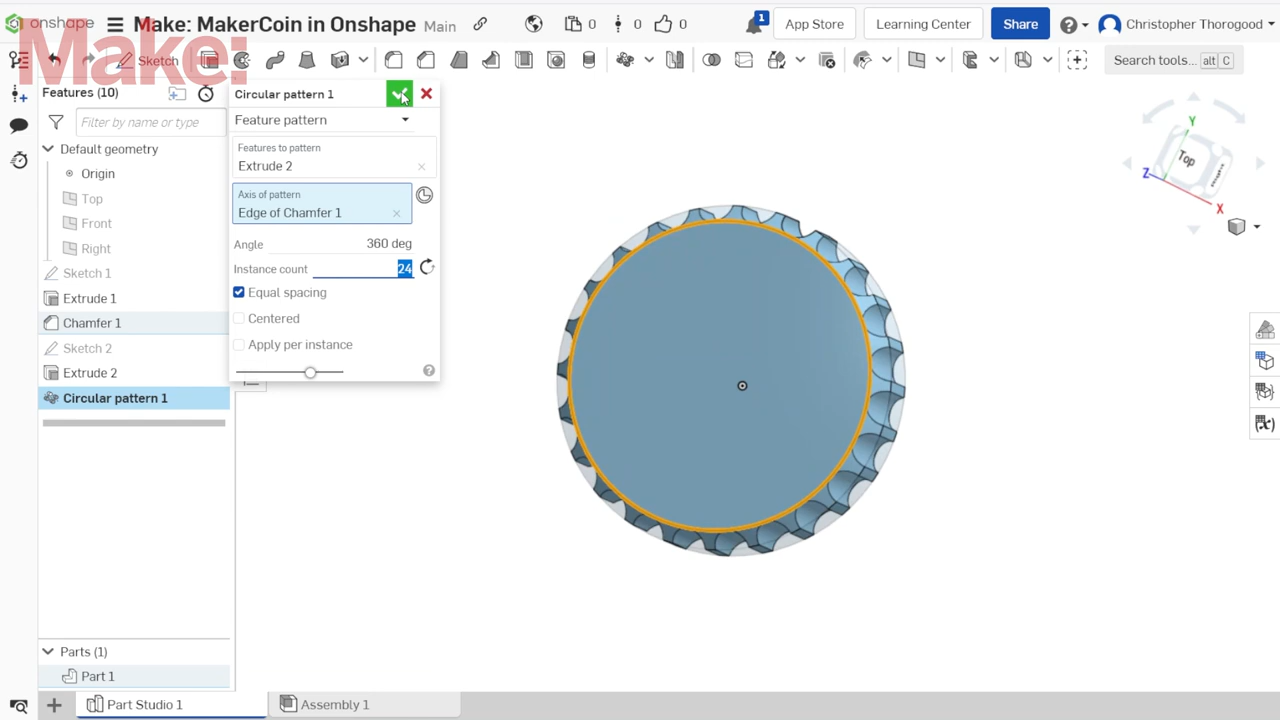 onshape Make: MakerCoin in Onshape Main 0 0 0 1 App Store Learning Center Share Christopher Thorogood
Make:
Sketch Search tools... alt C
Features (10)
Filter by name or type
Default geometry
Origin
Top
Front
Right
Sketch 1
Extrude 1
Chamfer 1
Sketch 2
Extrude 2
Circular pattern 1
Parts (1)
Part 1
Circular pattern 1
Feature pattern
Features to pattern
Extrude 2
Axis of pattern
Edge of Chamfer 1
Angle 360 deg
Instance count 24
Equal spacing
Centered
Apply per instance
Y
Top
Z
X
Part Studio 1 Assembly 1